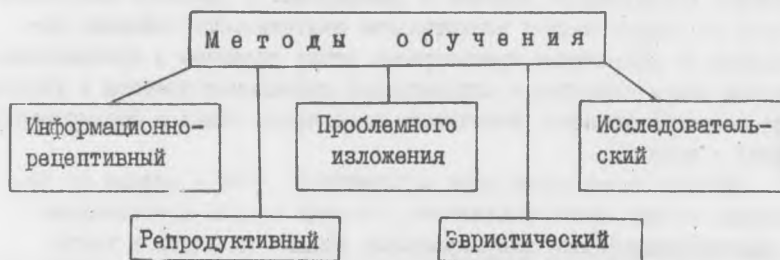 Методы обучения
Информационно-
рецептивный
Проблемного
изложения
Исследователь-
ский
Репродуктивный
Эвристический